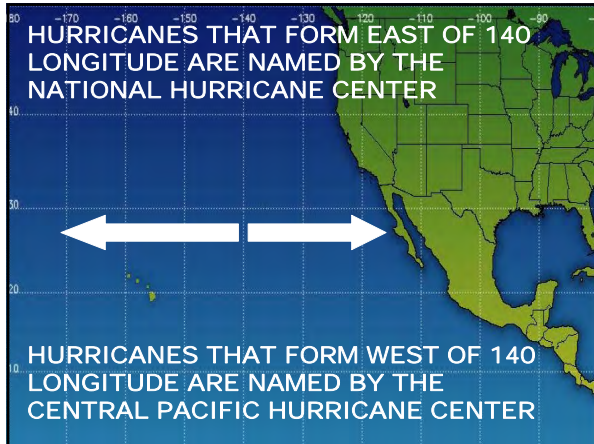 -180 -170 -160 -150 -140 -130 -120 -110 -100 -90
HURRICANES THAT FORM EAST OF 140
LONGITUDE ARE NAMED BY THE
NATIONAL HURRICANE CENTER
40
30
20
HURRICANES THAT FORM WEST OF 140
10
LONGITUDE ARE NAMED BY THE
CENTRAL PACIFIC HURRICANE CENTER